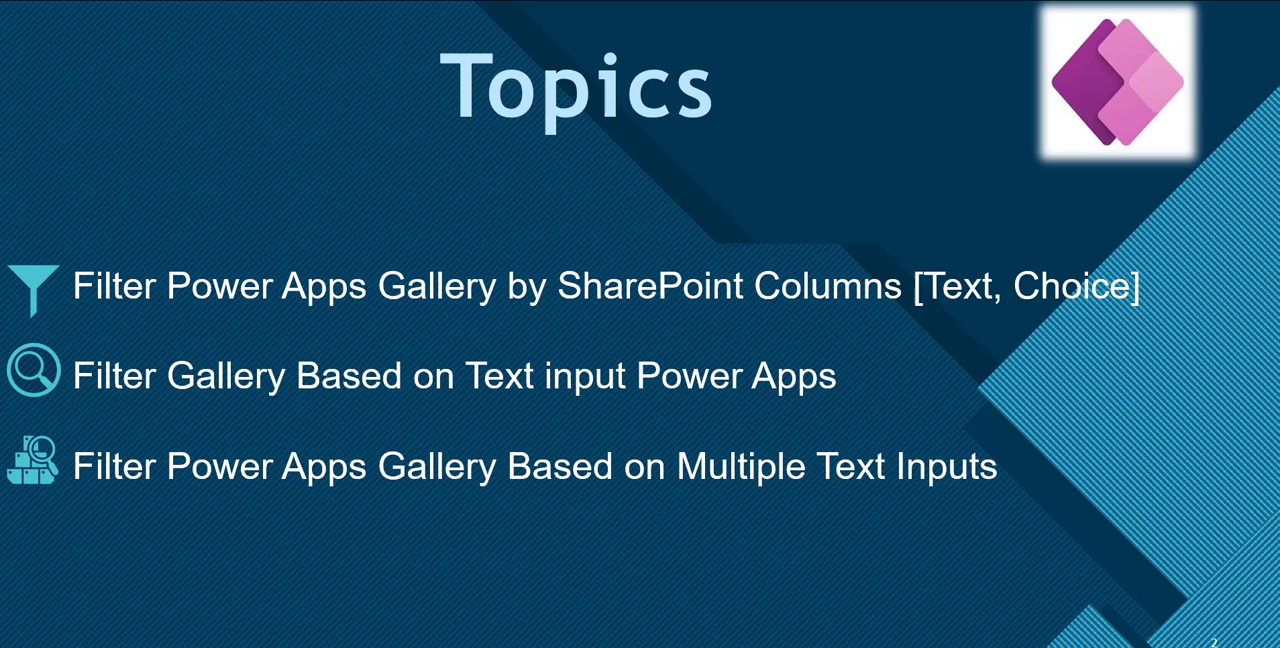 Topics
Filter Power Apps Gallery by SharePoint Columns [Text, Choice]
Filter Gallery Based on Text input Power Apps
Filter Power Apps Gallery Based on Multiple Text Inputs
2